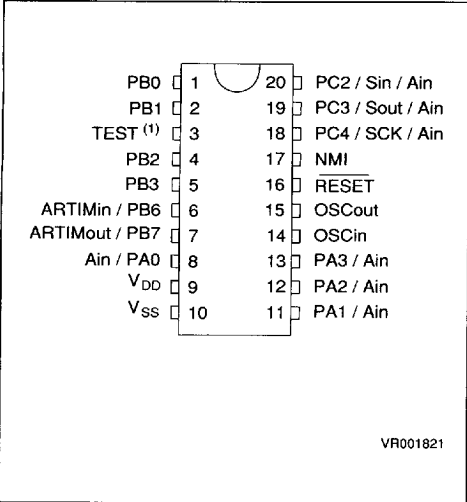 PB0 1 20 PC2 / Sin / Ain
PB1 2 19 PC3 / Sout / Ain
TEST (1) 3 18 PC4 / SCK / Ain
PB2 4 17 NMI
PB3 5 16 RESET
ARTIMin / PB6 6 15 OSCout
ARTIMout / PB7 7 14 OSCin
Ain / PA0 8 13 PA3 / Ain
VDD 9 12 PA2 / Ain
VSS 10 11 PA1 / Ain
VR001821